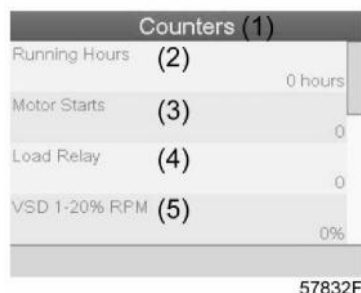 Counters (1)
Running Hours (2)
0 hours
Motor Starts (3)
0
Load Relay (4)
0
VSD 1-20% RPM (5)
0%
57832F